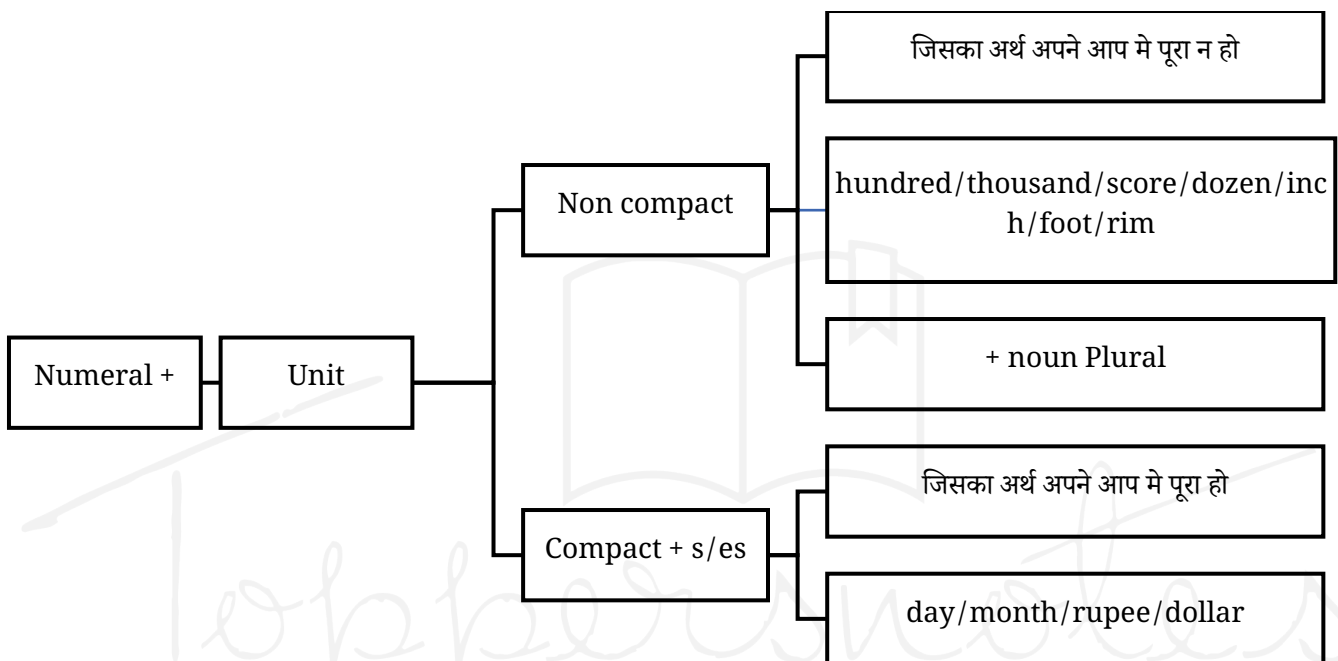 जिसका अर्थ अपने आप मे पूरा न हो
Non compact
hundred/thousand/score/dozen/inc
h/foot/rim
+ noun Plural
Numeral +
Unit
जिसका अर्थ अपने आप मे पूरा हो
Compact + s/es
day/month/rupee/dollar
Toppersnotes